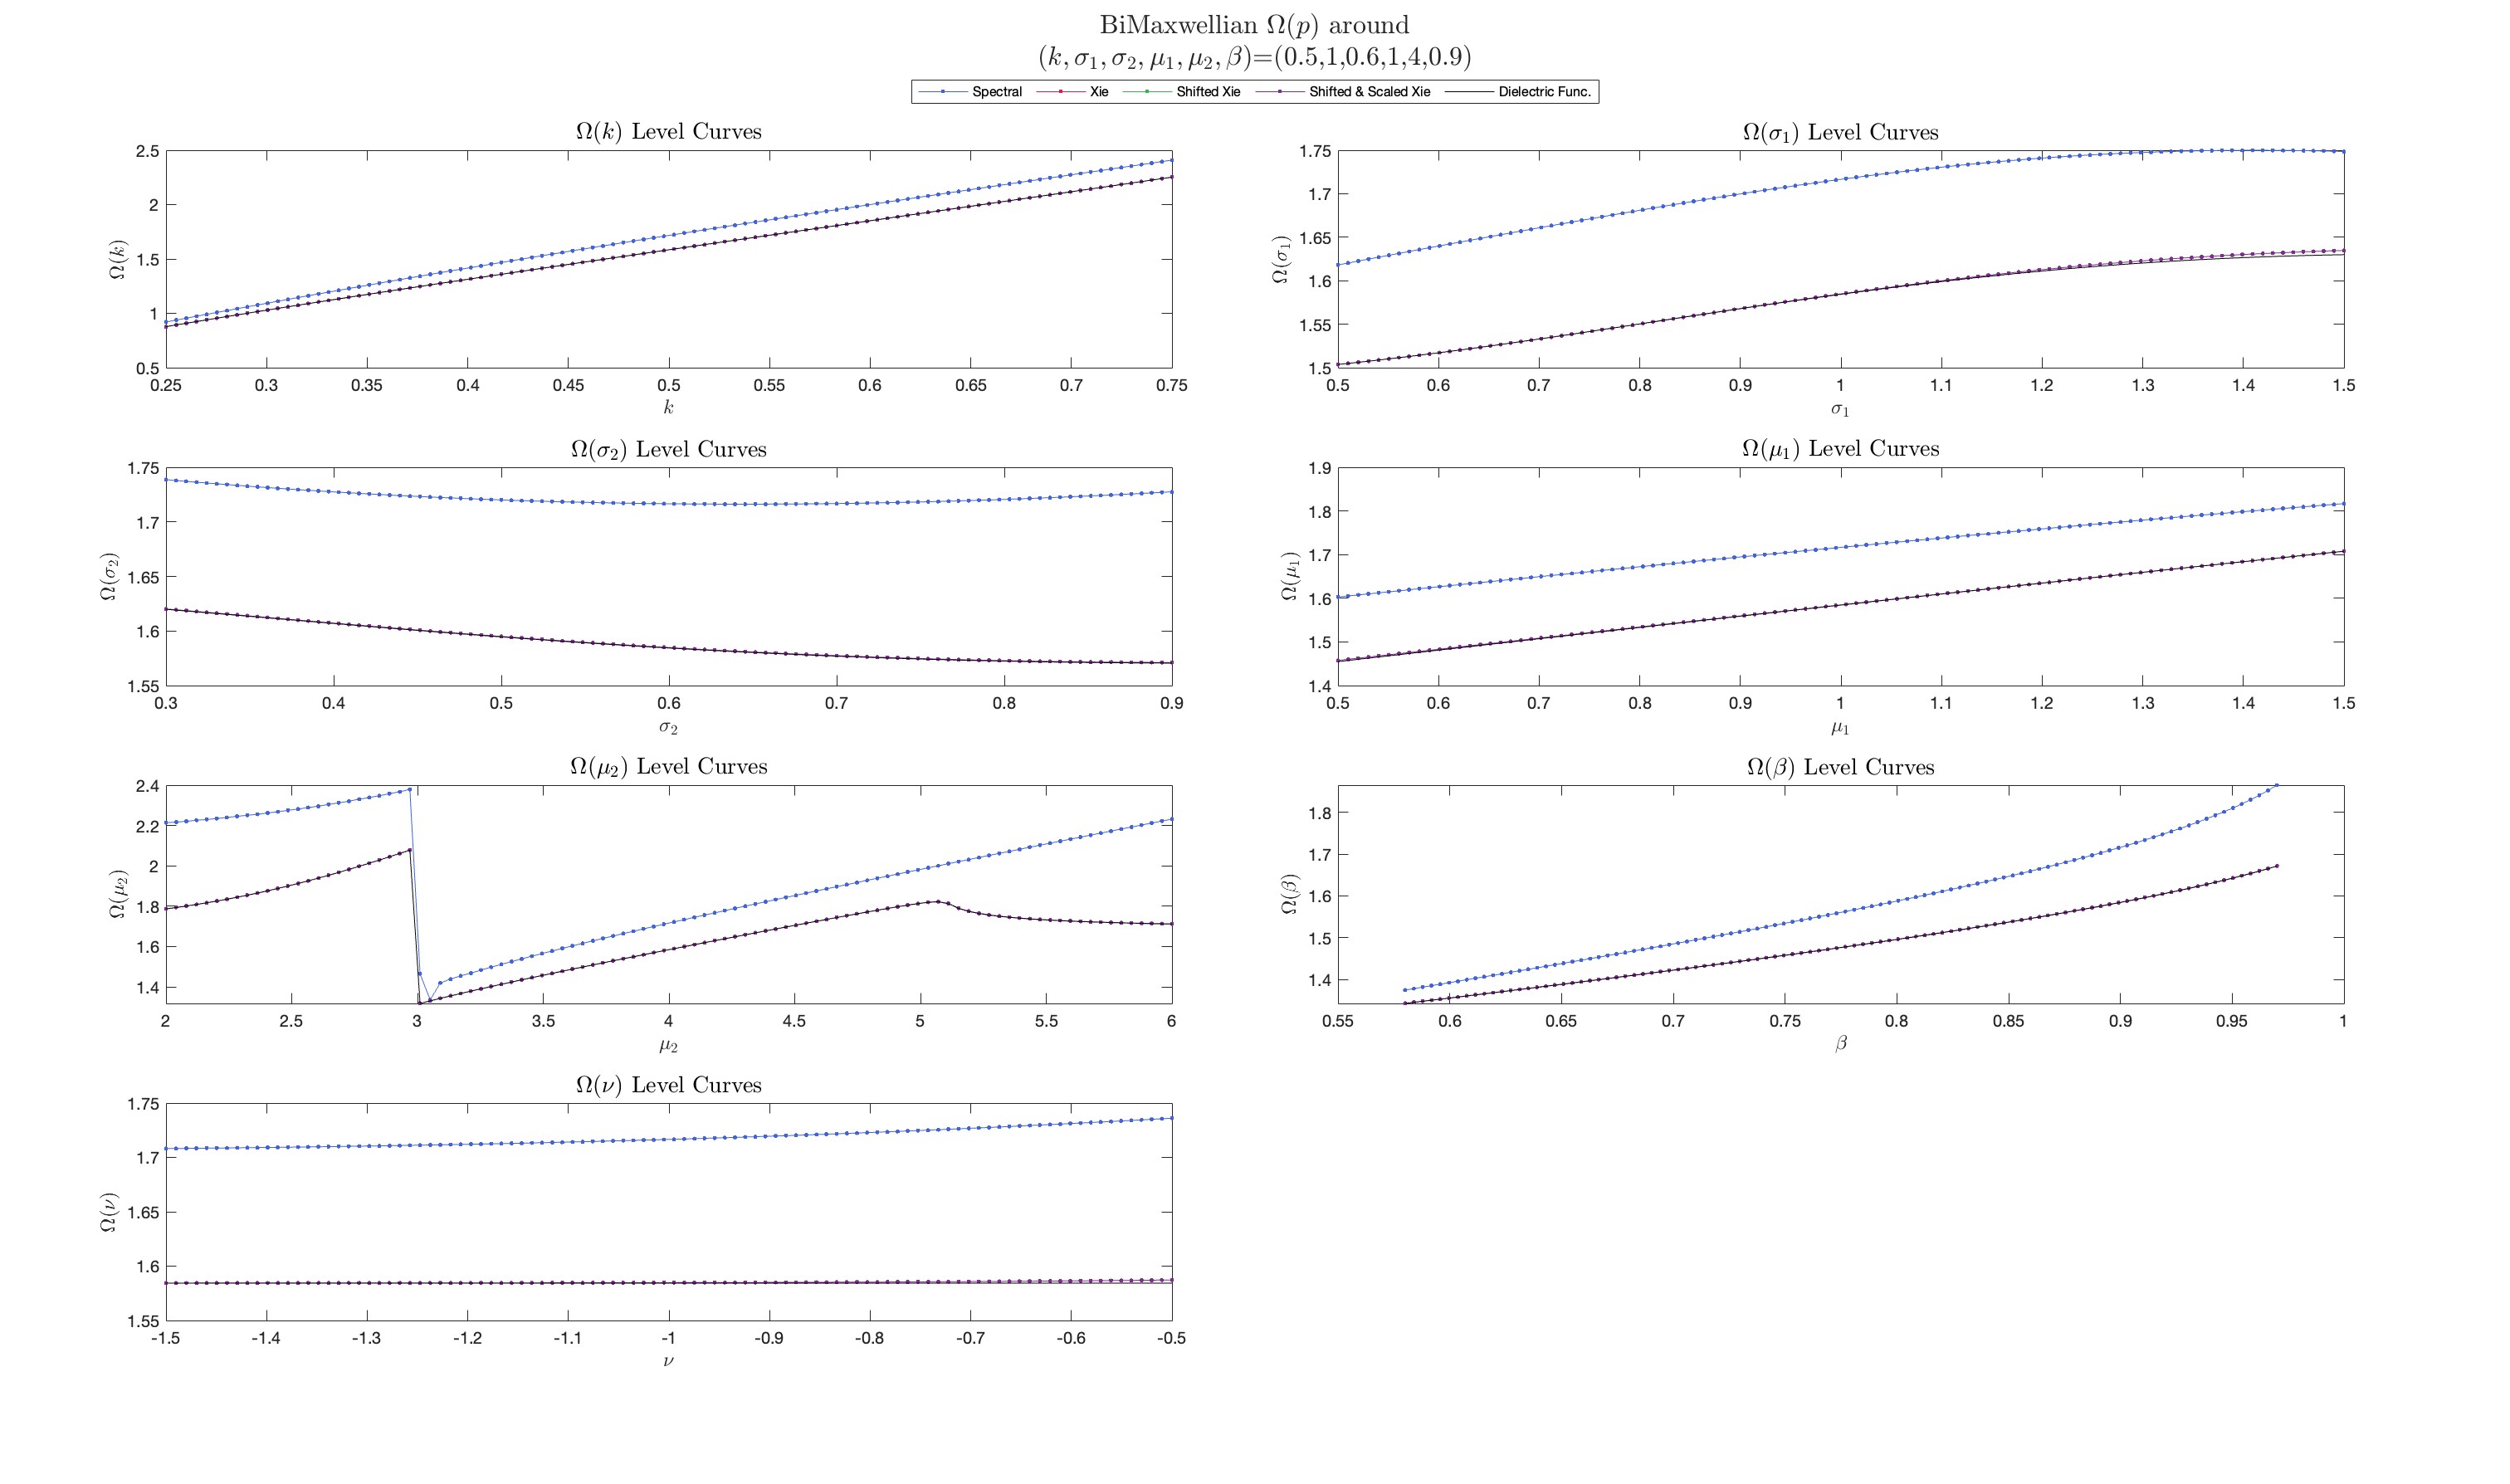 BiMaxwellian Ω(p) around
(k, σ₁, σ₂, μ₁, μ₂, β)=(0.5,1,0.6,1,4,0.9)
Spectral Xie Shifted Xie Shifted & Scaled Xie Dielectric Func.
Ω(k) Level Curves
Ω(k)
2.5
2
1.5
1
0.5
0.25 0.3 0.35 0.4 0.45 0.5 0.55 0.6 0.65 0.7 0.75
k
Ω(σ₁) Level Curves
Ω(σ₁)
1.75
1.7
1.65
1.6
1.55
1.5
0.5 0.6 0.7 0.8 0.9 1 1.1 1.2 1.3 1.4 1.5
σ₁
Ω(σ₂) Level Curves
Ω(σ₂)
1.75
1.7
1.65
1.6
1.55
0.3 0.4 0.5 0.6 0.7 0.8 0.9
σ₂
Ω(μ₁) Level Curves
Ω(μ₁)
1.9
1.8
1.7
1.6
1.5
1.4
0.5 0.6 0.7 0.8 0.9 1 1.1 1.2 1.3 1.4 1.5
μ₁
Ω(μ₂) Level Curves
Ω(μ₂)
2.4
2.2
2
1.8
1.6
1.4
2 2.5 3 3.5 4 4.5 5 5.5 6
μ₂
Ω(β) Level Curves
Ω(β)
1.8
1.7
1.6
1.5
1.4
0.55 0.6 0.65 0.7 0.75 0.8 0.85 0.9 0.95 1
β
Ω(ν) Level Curves
Ω(ν)
1.75
1.7
1.65
1.6
1.55
-1.5 -1.4 -1.3 -1.2 -1.1 -1 -0.9 -0.8 -0.7 -0.6 -0.5
ν